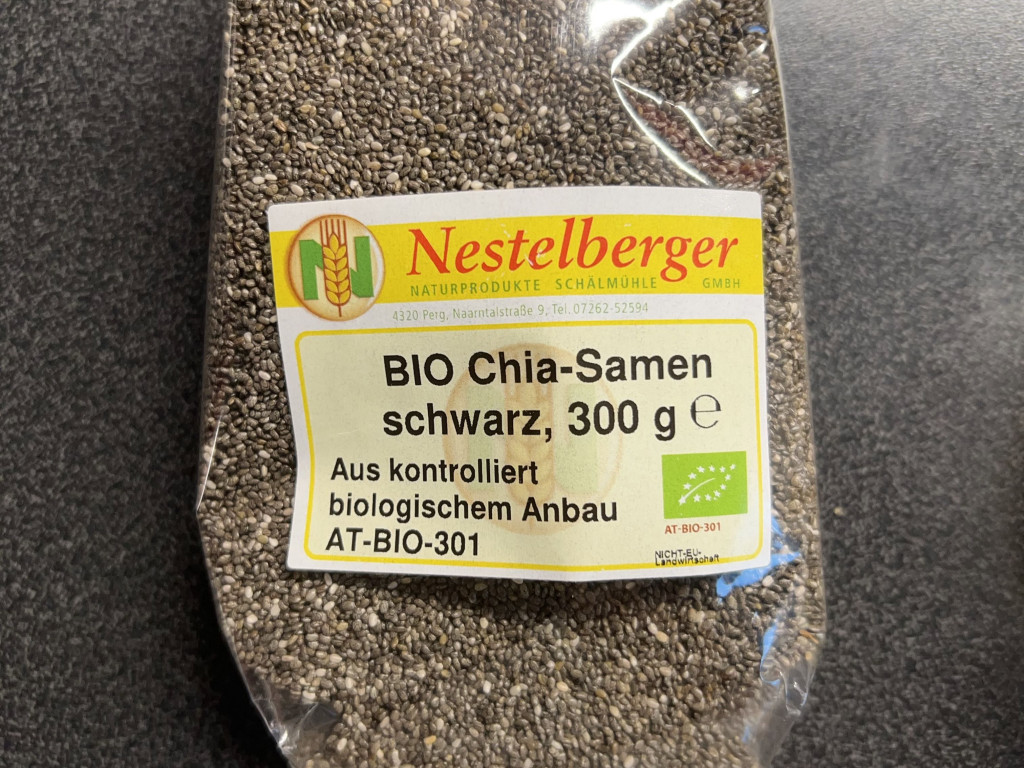 N
Nestelberger
NATURPRODUKTE SCHÄLMÜHLE GMBH
4320 Perg, Naarntalstraße 9, Tel. 07262-52594
BIO Chia-Samen
schwarz, 300 g ℮
Aus kontrolliert
biologischem Anbau
AT-BIO-301
AT-BIO-301
NICHT-EU-
Landwirtschaft